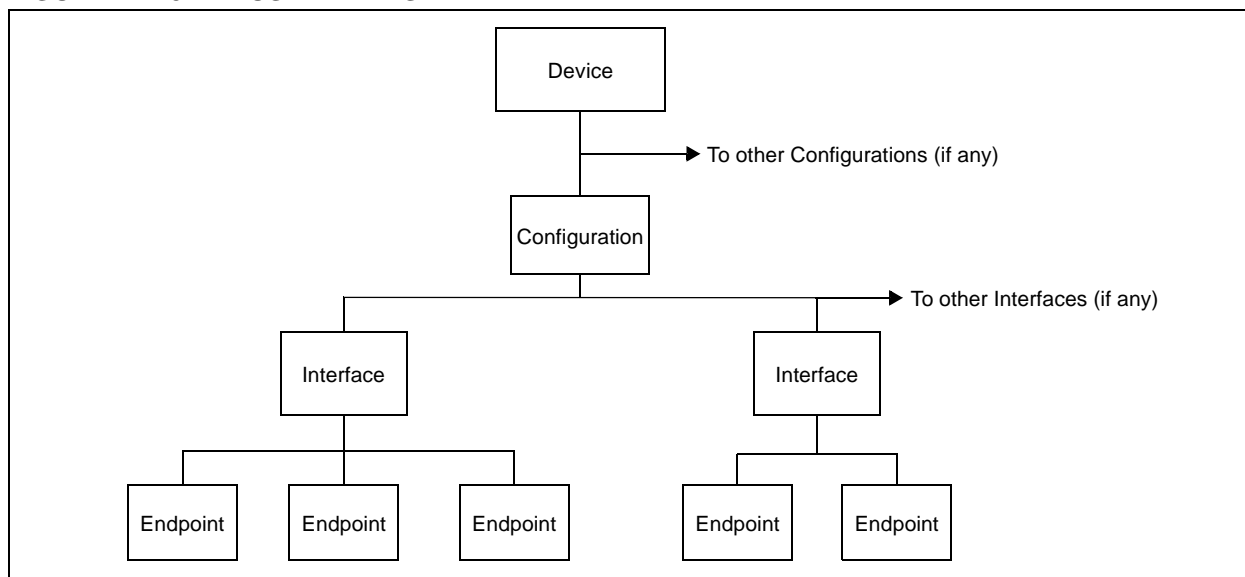 Device
To other Configurations (if any)
Configuration
To other Interfaces (if any)
Interface
Interface
Endpoint
Endpoint
Endpoint
Endpoint
Endpoint